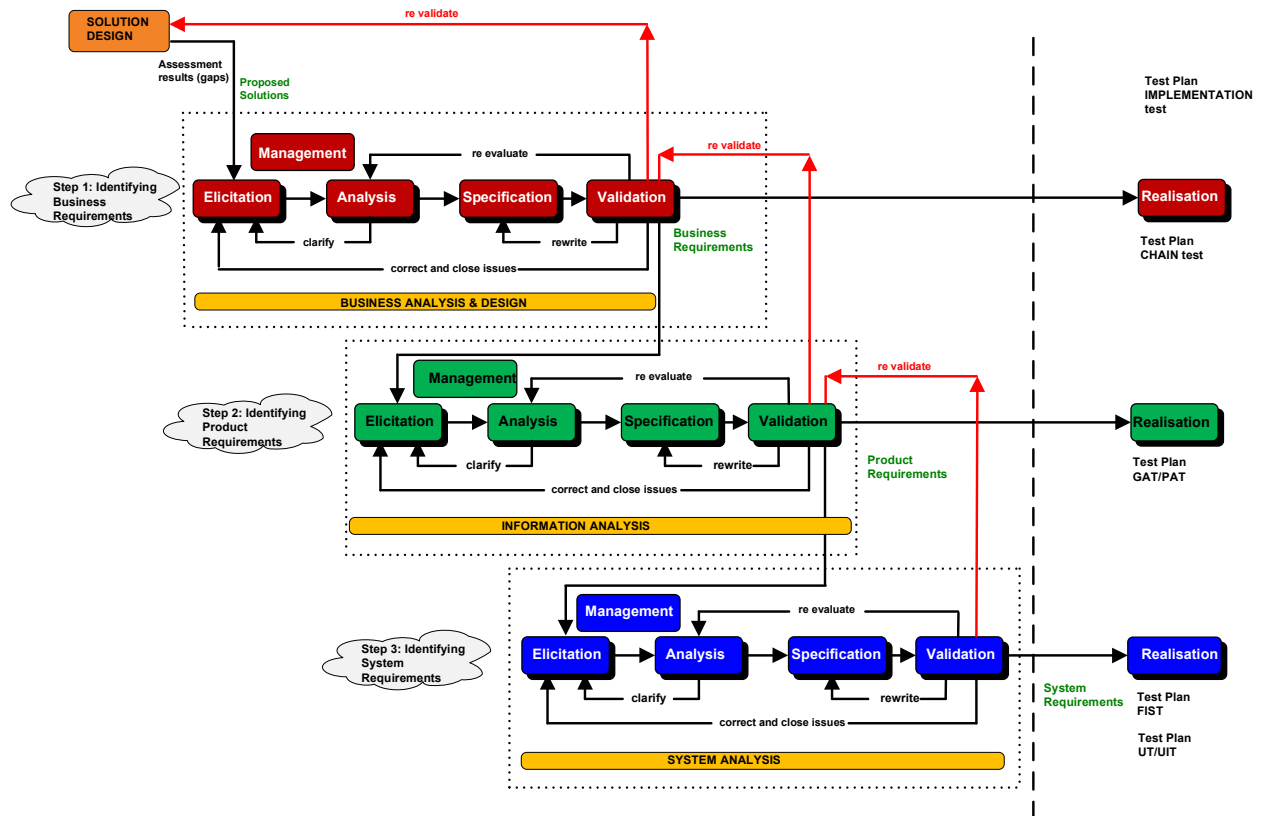 re validate
SOLUTION
DESIGN
Assessment
results (gaps)
Proposed
Solutions
Test Plan
IMPLEMENTATION
test
Management
re evaluate
re validate
Step 1: Identifying
Business
Requirements
Elicitation
Analysis
Specification
Validation
Realisation
clarify
rewrite
Business
Requirements
Test Plan
CHAIN test
correct and close issues
BUSINESS ANALYSIS & DESIGN
Management
re evaluate
re validate
Step 2: Identifying
Product
Requirements
Elicitation
Analysis
Specification
Validation
Realisation
clarify
rewrite
Product
Requirements
Test Plan
GAT/PAT
correct and close issues
INFORMATION ANALYSIS
Management
re evaluate
Step 3: Identifying
System
Requirements
Elicitation
Analysis
Specification
Validation
Realisation
clarify
rewrite
System
Requirements
Test Plan
FIST
correct and close issues
Test Plan
UT/UIT
SYSTEM ANALYSIS